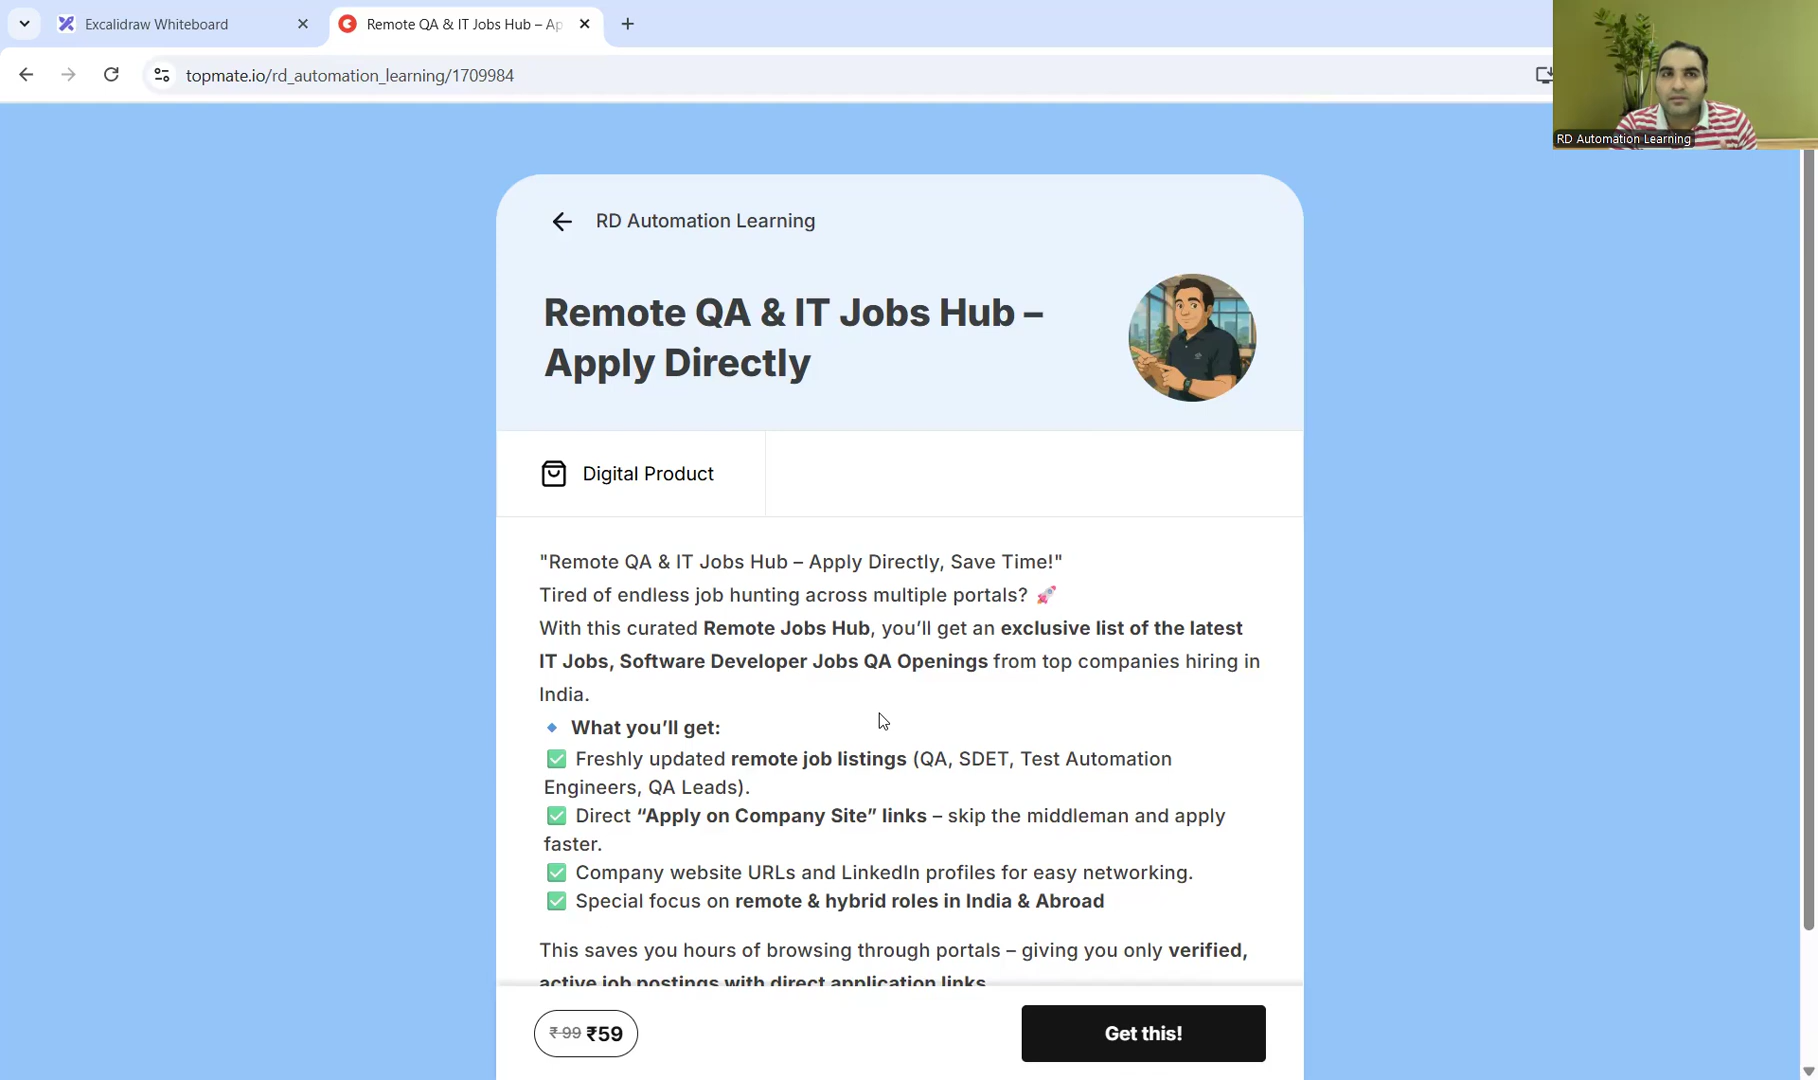 Excalidraw Whiteboard
Remote QA & IT Jobs Hub – Ap
topmate.io/rd_automation_learning/1709984
RD Automation Learning
RD Automation Learning
Remote QA & IT Jobs Hub –
Apply Directly
Digital Product
"Remote QA & IT Jobs Hub – Apply Directly, Save Time!"
Tired of endless job hunting across multiple portals? 🚀
With this curated Remote Jobs Hub, you’ll get an exclusive list of the latest
IT Jobs, Software Developer Jobs QA Openings from top companies hiring in
India.
🔹 What you’ll get:
✅ Freshly updated remote job listings (QA, SDET, Test Automation
Engineers, QA Leads).
✅ Direct “Apply on Company Site” links – skip the middleman and apply
faster.
✅ Company website URLs and LinkedIn profiles for easy networking.
✅ Special focus on remote & hybrid roles in India & Abroad
This saves you hours of browsing through portals – giving you only verified,
active job postings with direct application links
₹99 ₹59
Get this!